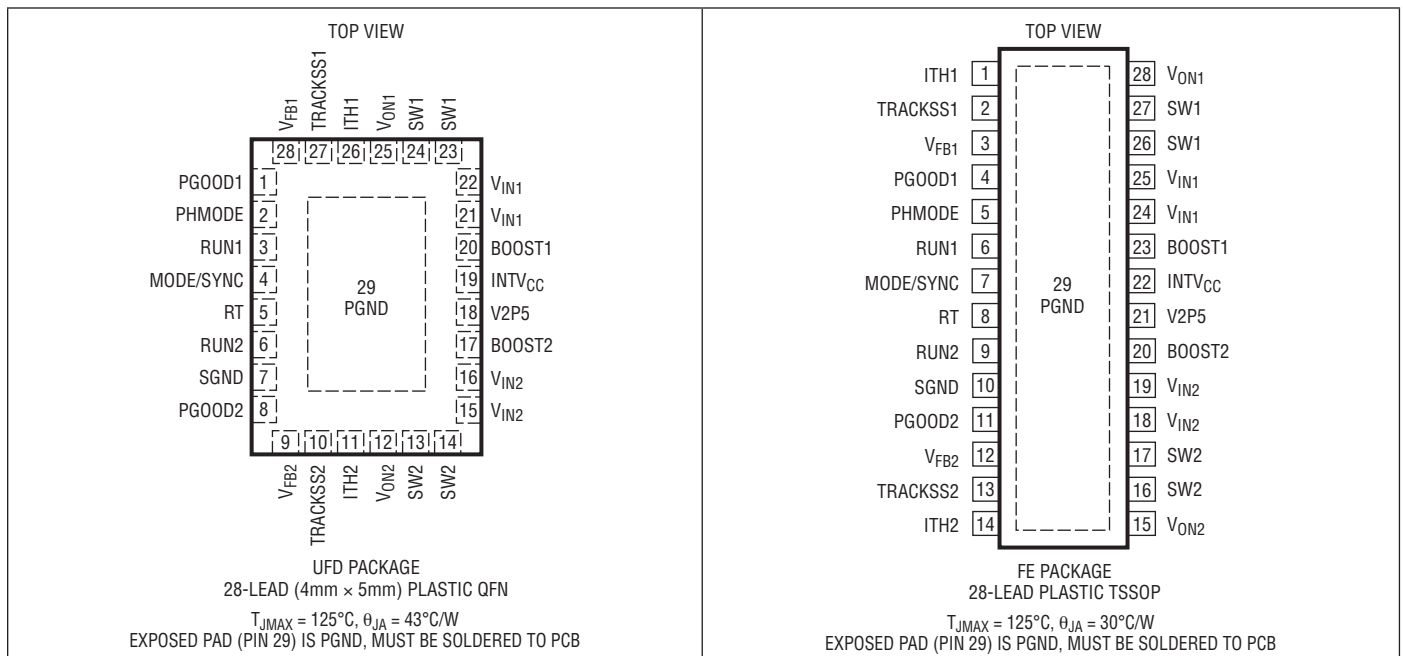 TOP VIEW
VFB1
TRACKSS1
ITH1
VON1
SW1
SW1
28 27 26 25 24 23
PGOOD1 1
PHMODE 2
RUN1 3
MODE/SYNC 4
RT 5
RUN2 6
SGND 7
PGOOD2 8
29
PGND
22 VIN1
21 VIN1
20 BOOST1
19 INTVCC
18 V2P5
17 BOOST2
16 VIN2
15 VIN2
9 10 11 12 13 14
VFB2
TRACKSS2
ITH2
VON2
SW2
SW2
UFD PACKAGE
28-LEAD (4mm × 5mm) PLASTIC QFN
TJMAX = 125°C, θJA = 43°C/W
EXPOSED PAD (PIN 29) IS PGND, MUST BE SOLDERED TO PCB
TOP VIEW
ITH1 1
TRACKSS1 2
VFB1 3
PGOOD1 4
PHMODE 5
RUN1 6
MODE/SYNC 7
RT 8
RUN2 9
SGND 10
PGOOD2 11
VFB2 12
TRACKSS2 13
ITH2 14
29
PGND
28 VON1
27 SW1
26 SW1
25 VIN1
24 VIN1
23 BOOST1
22 INTVCC
21 V2P5
20 BOOST2
19 VIN2
18 VIN2
17 SW2
16 SW2
15 VON2
FE PACKAGE
28-LEAD PLASTIC TSSOP
TJMAX = 125°C, θJA = 30°C/W
EXPOSED PAD (PIN 29) IS PGND, MUST BE SOLDERED TO PCB